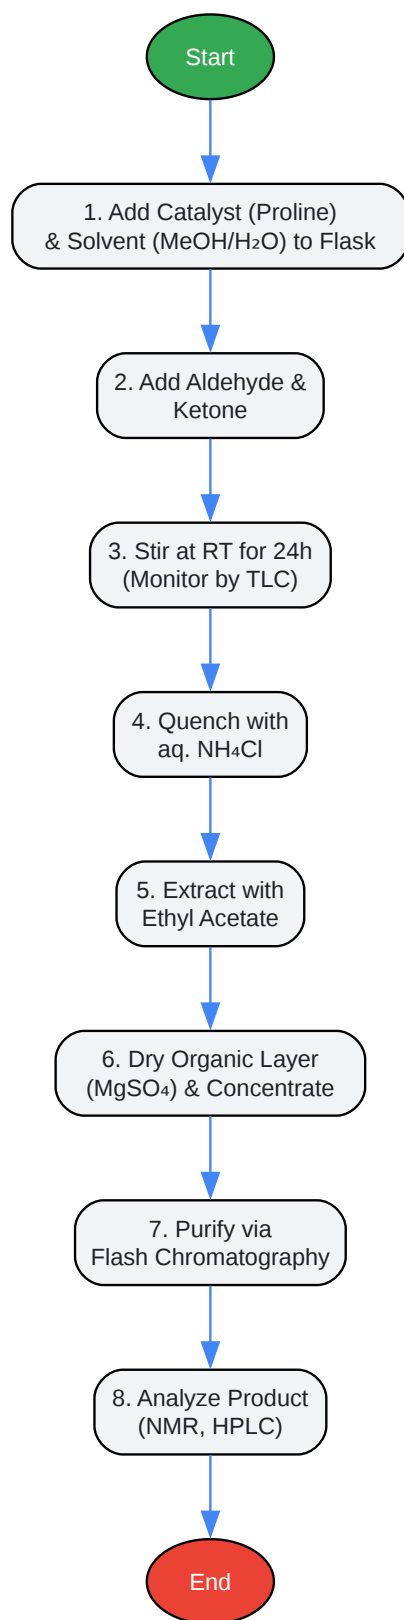 Start
1. Add Catalyst (Proline)
& Solvent (MeOH/H₂O) to Flask
2. Add Aldehyde &
Ketone
3. Stir at RT for 24h
(Monitor by TLC)
4. Quench with
aq. NH₄Cl
5. Extract with
Ethyl Acetate
6. Dry Organic Layer
(MgSO₄) & Concentrate
7. Purify via
Flash Chromatography
8. Analyze Product
(NMR, HPLC)
End